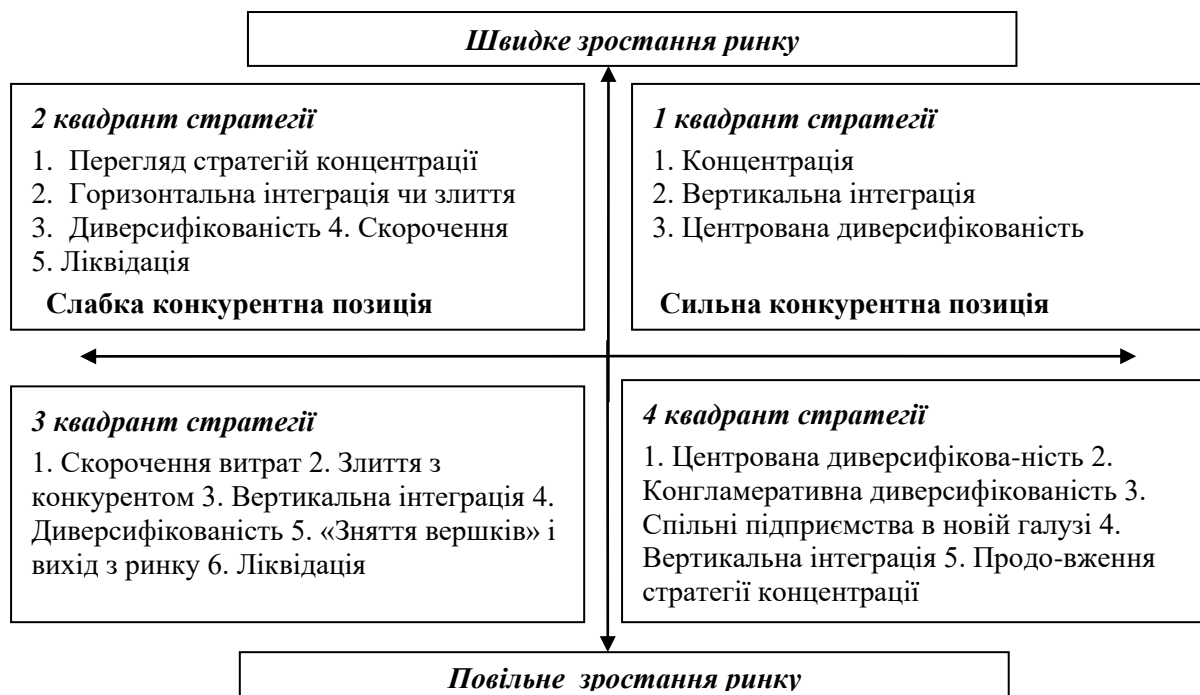 Швидке зростання ринку
2 квадрант стратегії
1. Перегляд стратегій концентрації
2. Горизонтальна інтеграція чи злиття
3. Диверсифікованість 4. Скорочення
5. Ліквідація
Слабка конкурентна позиція
1 квадрант стратегії
1. Концентрація
2. Вертикальна інтеграція
3. Центрована диверсифікованість
Сильна конкурентна позиція
3 квадрант стратегії
1. Скорочення витрат 2. Злиття з
конкурентом 3. Вертикальна інтеграція 4.
Диверсифікованість 5. «Зняття вершків» і
вихід з ринку 6. Ліквідація
4 квадрант стратегії
1. Центрована диверсифікова-ність 2.
Конгламеративна диверсифікованість 3.
Спільні підприємства в новій галузі 4.
Вертикальна інтеграція 5. Продо-вження
стратегії концентрації
Повільне зростання ринку